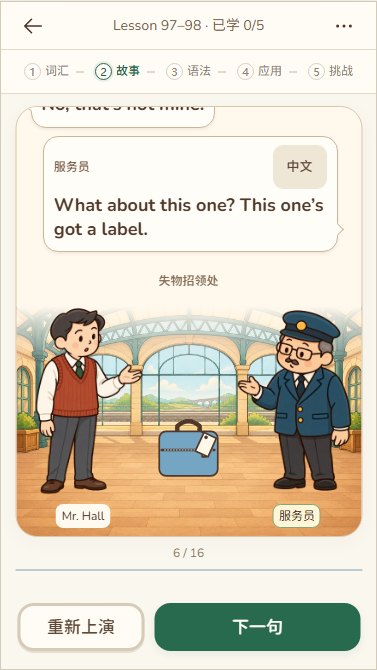 Lesson 97–98 · 已学 0/5
1 词汇 – 2 故事 – 3 语法 – 4 应用 – 5 挑战
No, that's not mine.
服务员
中文
What about this one? This one's
got a label.
失物招领处
Mr. Hall
服务员
6 / 16
重新上演
下一句